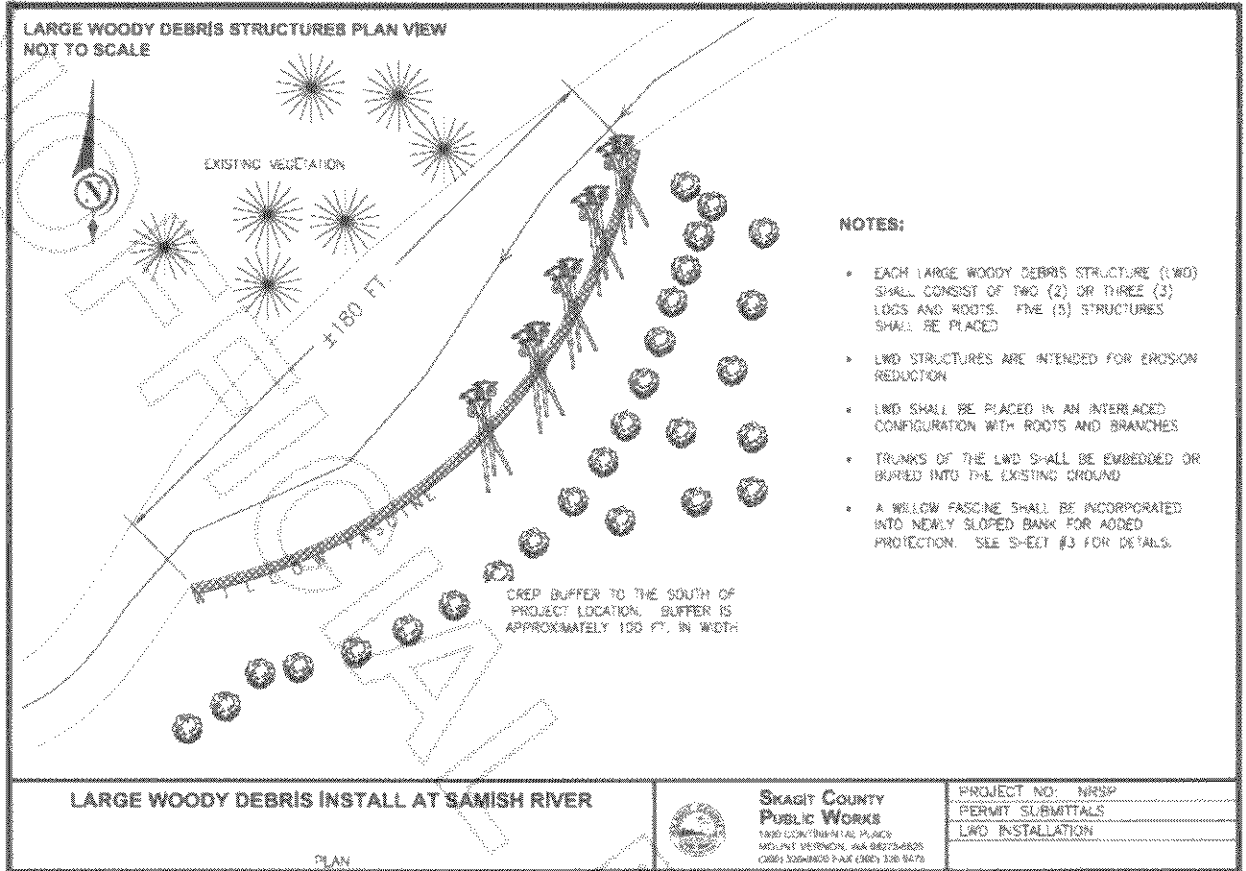 LARGE WOODY DEBRIS STRUCTURES PLAN VIEW
NOT TO SCALE
N
EXISTING VEGETATION
±180 FT.
WILLOW FASCINE
CREP BUFFER TO THE SOUTH OF
PROJECT LOCATION. BUFFER IS
APPROXIMATELY 100 FT. IN WIDTH
NOTES:
• EACH LARGE WOODY DEBRIS STRUCTURE (LWD)
SHALL CONSIST OF TWO (2) OR THREE (3)
LOGS AND ROOTS. FIVE (5) STRUCTURES
SHALL BE PLACED
• LWD STRUCTURES ARE INTENDED FOR EROSION
REDUCTION
• LWD SHALL BE PLACED IN AN INTERLACED
CONFIGURATION WITH ROOTS AND BRANCHES
• TRUNKS OF THE LWD SHALL BE EMBEDDED OR
BURIED INTO THE EXISTING GROUND
• A WILLOW FASCINE SHALL BE INCORPORATED
INTO NEWLY SLOPED BANK FOR ADDED
PROTECTION. SEE SHEET #3 FOR DETAILS.
LARGE WOODY DEBRIS INSTALL AT SAMISH RIVER
PLAN
SKAGIT COUNTY
PUBLIC WORKS
1800 CONTINENTAL PLACE
MOUNT VERNON, WA
PROJECT NO: NRSP
PERMIT SUBMITTALS
LWD INSTALLATION